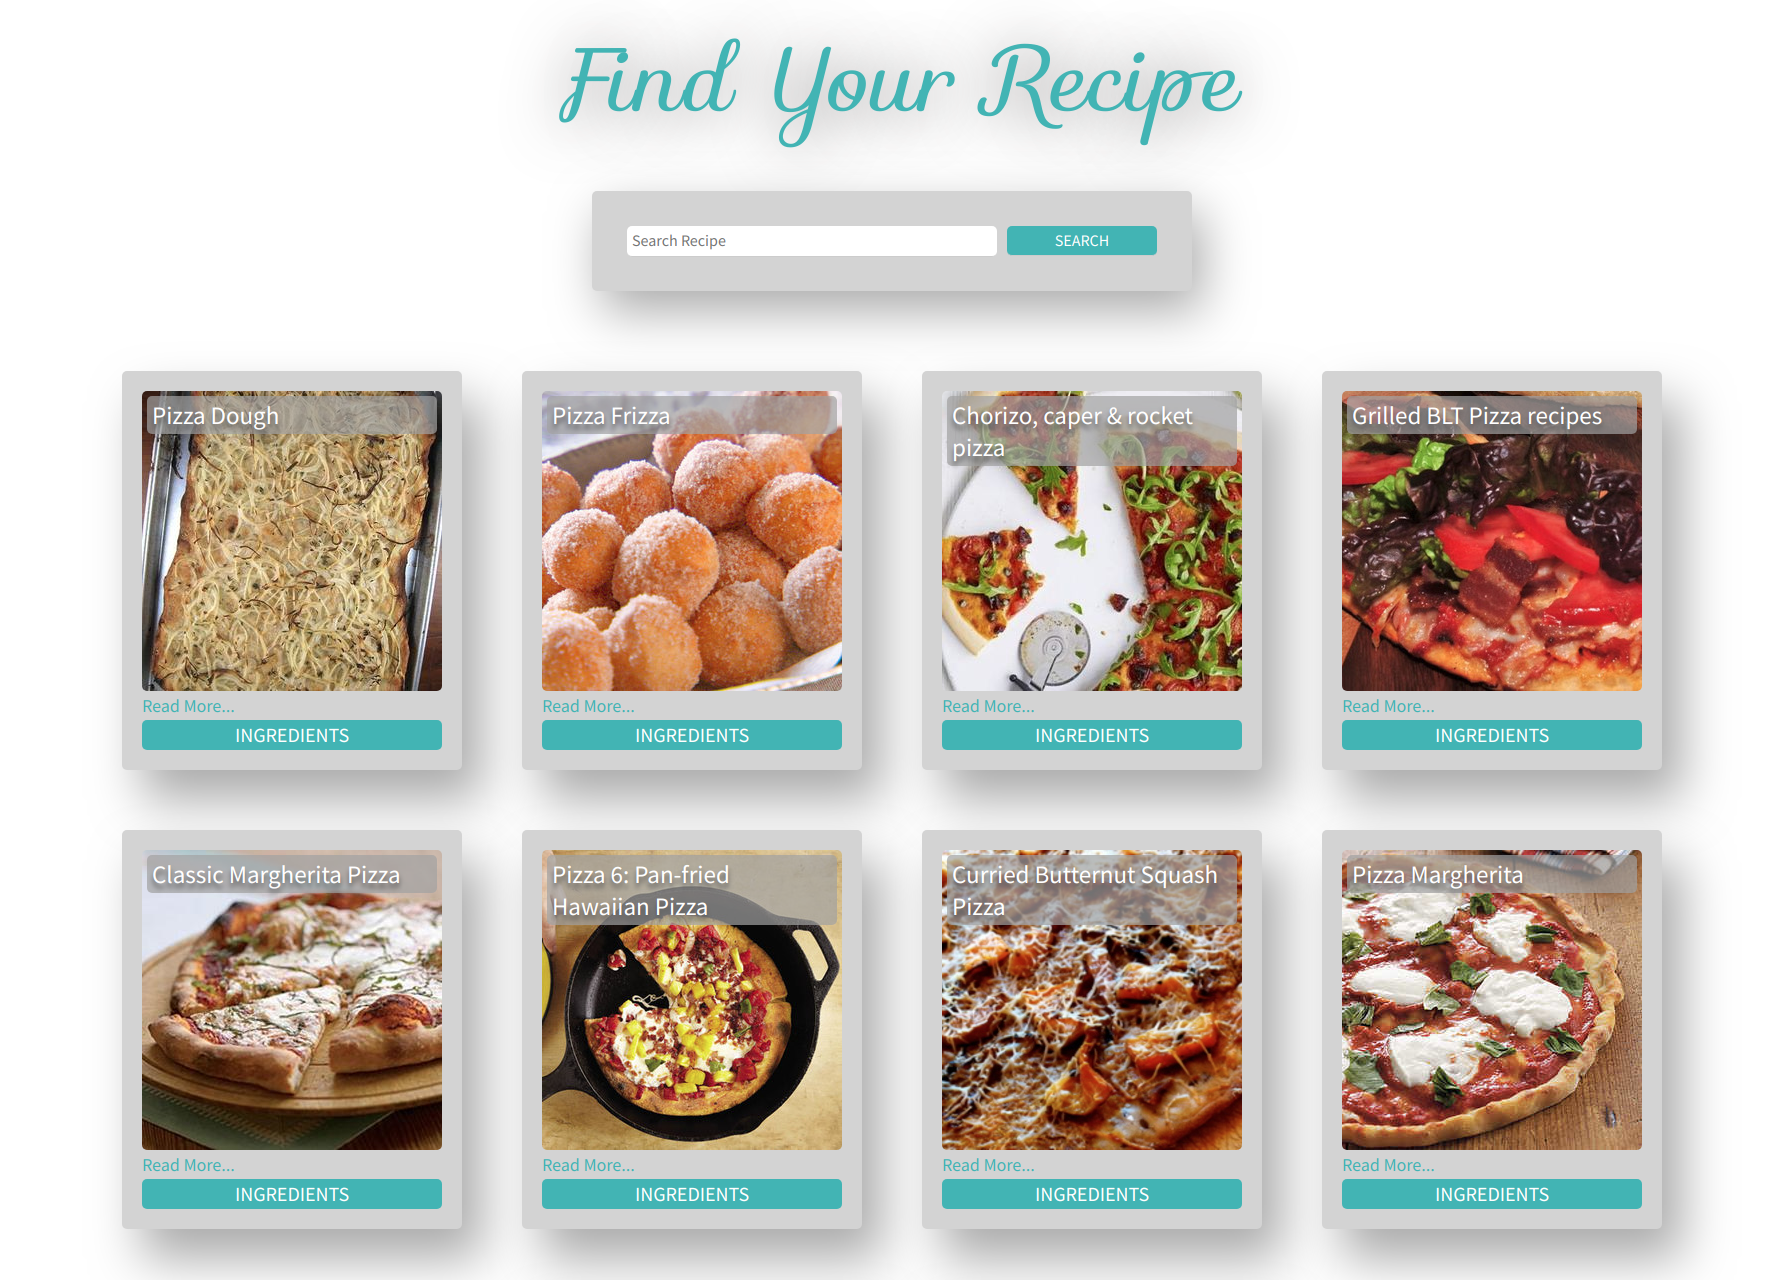 Find Your Recipe
Search Recipe
SEARCH
Pizza Dough
Read More...
INGREDIENTS
Pizza Frizza
Read More...
INGREDIENTS
Chorizo, caper & rocket
pizza
Read More...
INGREDIENTS
Grilled BLT Pizza recipes
Read More...
INGREDIENTS
Classic Margherita Pizza
Read More...
INGREDIENTS
Pizza 6: Pan-fried
Hawaiian Pizza
Read More...
INGREDIENTS
Curried Butternut Squash
Pizza
Read More...
INGREDIENTS
Pizza Margherita
Read More...
INGREDIENTS